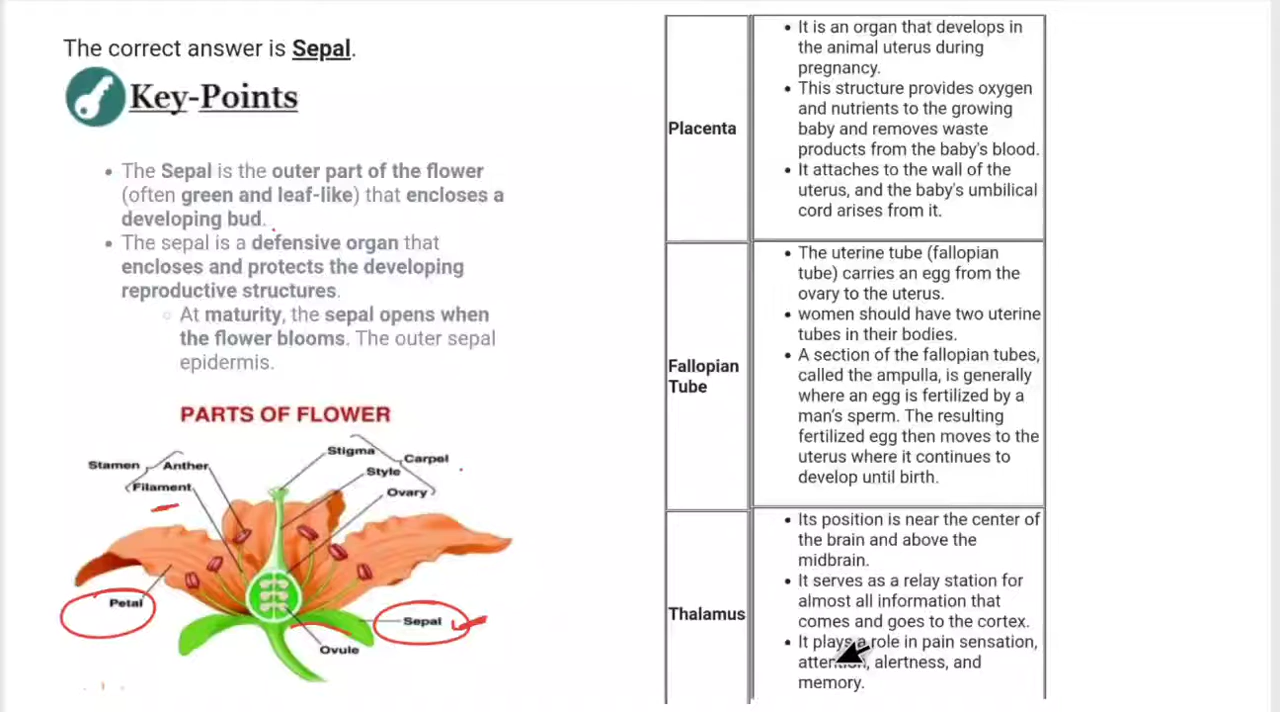 The correct answer is Sepal.
Key-Points
• The Sepal is the outer part of the flower
(often green and leaf-like) that encloses a
developing bud.
• The sepal is a defensive organ that
encloses and protects the developing
reproductive structures.
○ At maturity, the sepal opens when
the flower blooms. The outer sepal
epidermis.
PARTS OF FLOWER
Stamen
Anther
Filament
Stigma
Style
Ovary
Carpel
Petal
Sepal
Ovule
Placenta
• It is an organ that develops in
the animal uterus during
pregnancy.
• This structure provides oxygen
and nutrients to the growing
baby and removes waste
products from the baby's blood.
• It attaches to the wall of the
uterus, and the baby's umbilical
cord arises from it.
Fallopian
Tube
• The uterine tube (fallopian
tube) carries an egg from the
ovary to the uterus.
• women should have two uterine
tubes in their bodies.
• A section of the fallopian tubes,
called the ampulla, is generally
where an egg is fertilized by a
man's sperm. The resulting
fertilized egg then moves to the
uterus where it continues to
develop until birth.
Thalamus
• Its position is near the center of
the brain and above the
midbrain.
• It serves as a relay station for
almost all information that
comes and goes to the cortex.
• It plays a role in pain sensation,
attention, alertness, and
memory.